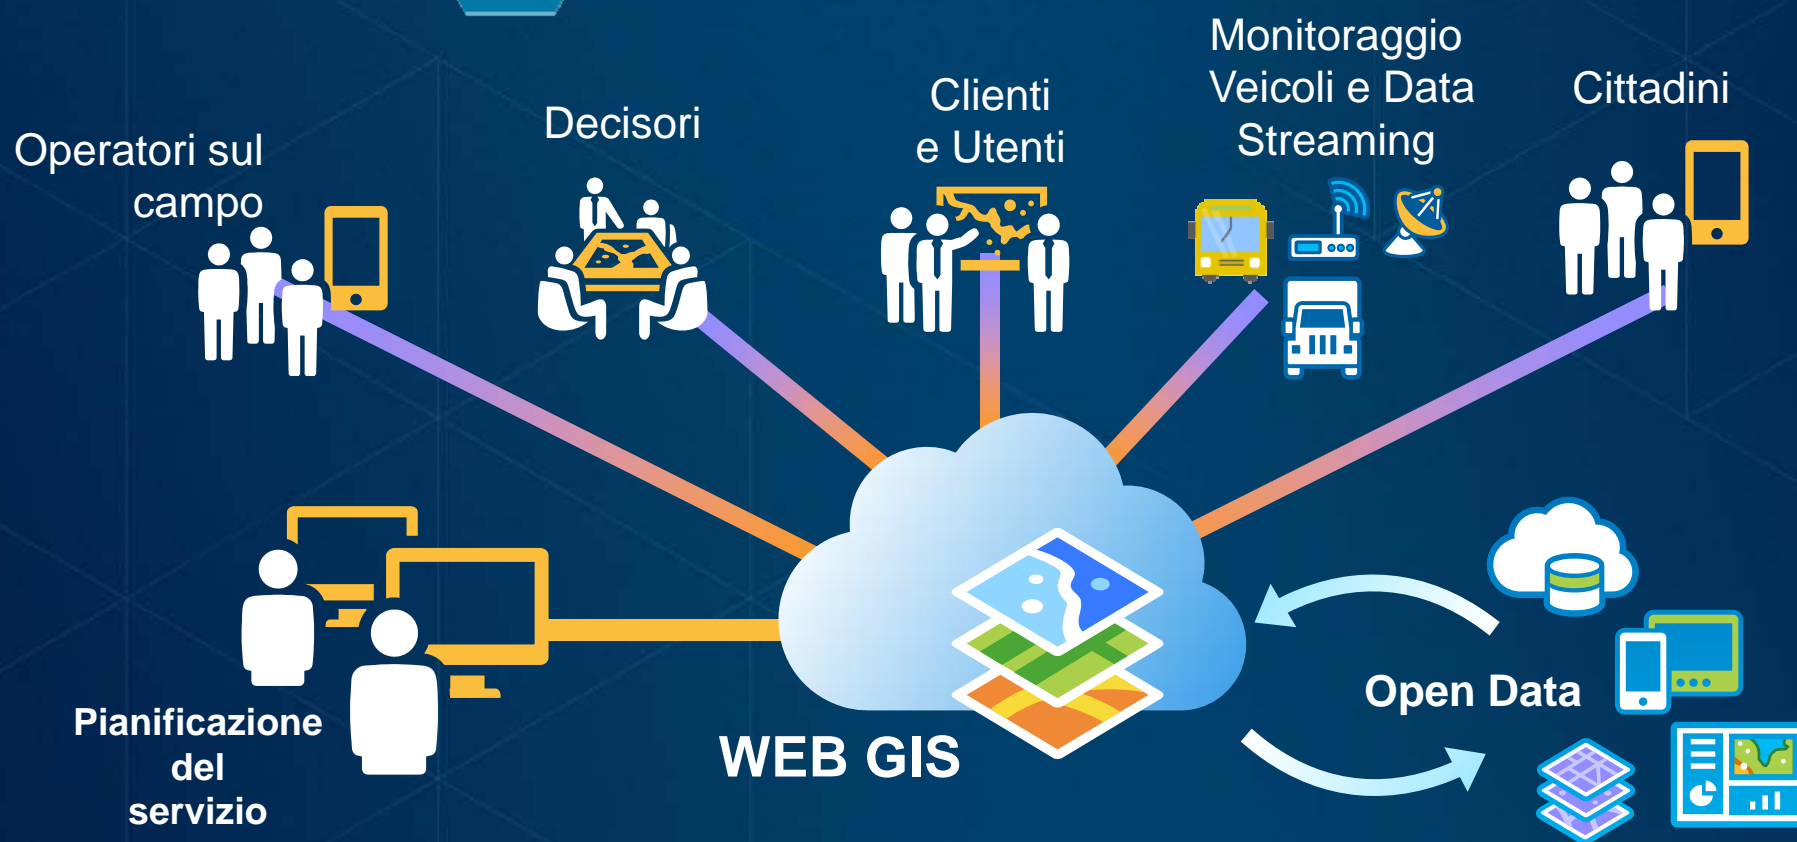 Operatori sul
campo
Decisori
Clienti
e Utenti
Monitoraggio
Veicoli e Data
Streaming
Cittadini
Pianificazione
del
servizio
WEB GIS
Open Data